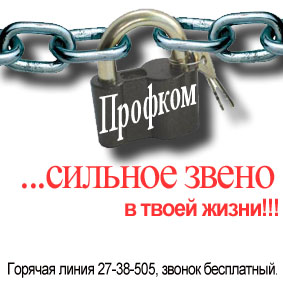 Профком
...сильное звено
в твоей жизни!!!
Горячая линия 27-38-505, звонок бесплатный.